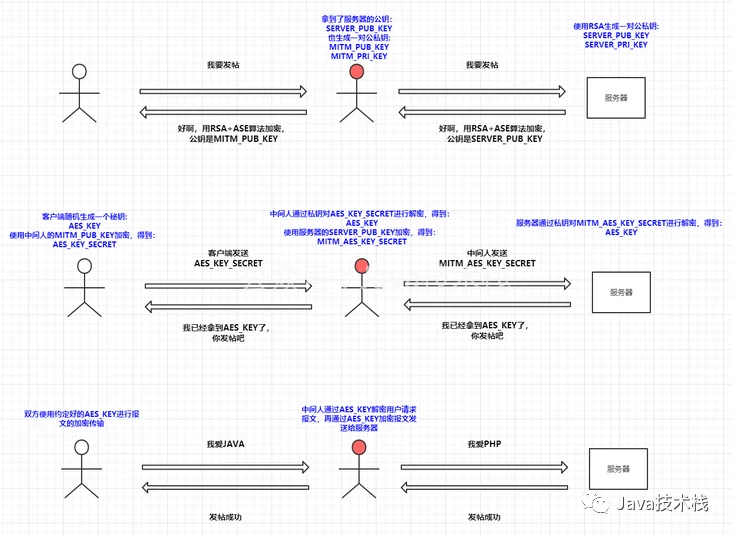 拿到了服务器的公钥:
SERVER_PUB_KEY
也生成一对公私钥:
MITM_PUB_KEY
MITM_PRI_KEY
使用RSA生成一对公私钥:
SERVER_PUB_KEY
SERVER_PRI_KEY
我要发帖
我要发帖
服务器
好啊，用RSA+ASE算法加密，
公钥是MITM_PUB_KEY
好啊，用RSA+ASE算法加密，
公钥是SERVER_PUB_KEY
客户端随机生成一个秘钥:
AES_KEY
使用中间人的MITM_PUB_KEY加密，得到:
AES_KEY_SECRET
中间人通过私钥对AES_KEY_SECRET进行解密，得到:
AES_KEY
使用服务器的SERVER_PUB_KEY加密，得到:
MITM_AES_KEY_SECRET
服务器通过私钥对MITM_AES_KEY_SECRET进行解密，得到:
AES_KEY
客户端发送
AES_KEY_SECRET
中间人发送
MITM_AES_KEY_SECRET
服务器
我已经拿到AES_KEY了，
你发帖吧
我已经拿到AES_KEY了，
你发帖吧
双方使用约定好的AES_KEY进行报
文的加密传输
中间人通过AES_KEY解密用户请求
报文，再通过AES_KEY加密报文发
送给服务器
我爱JAVA
我爱PHP
服务器
发帖成功
发帖成功
Java技术栈